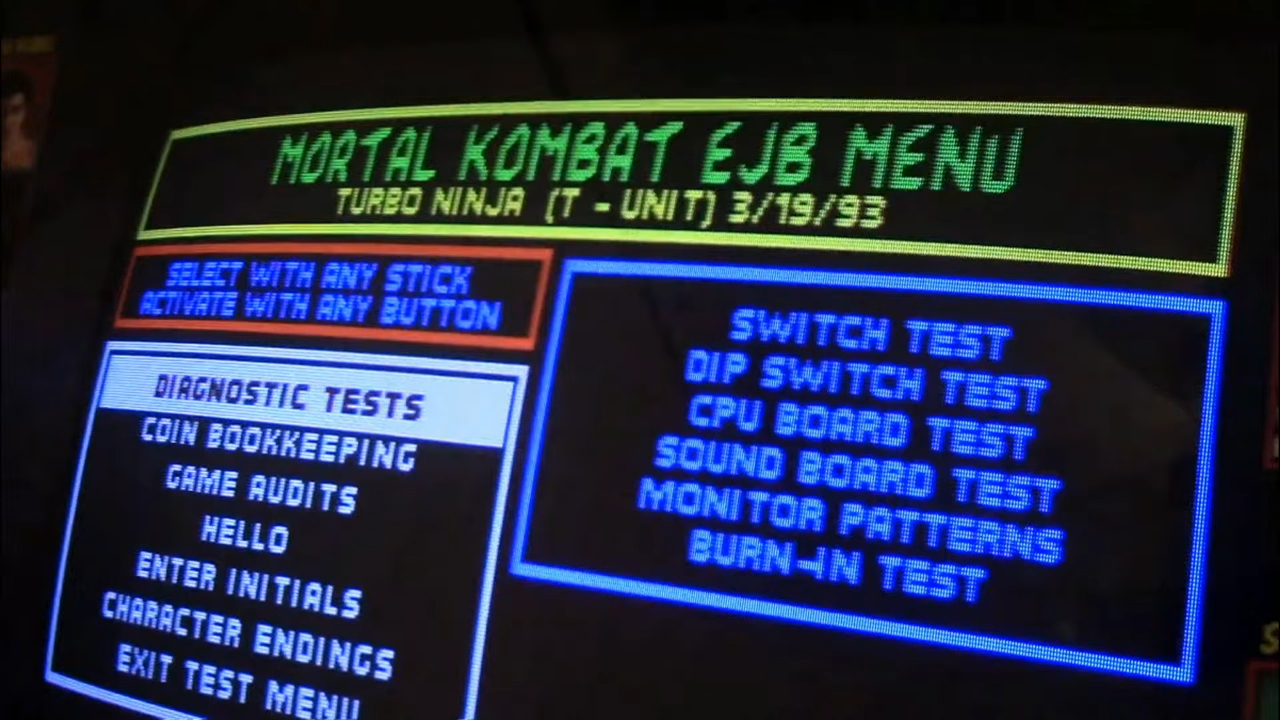 MORTAL KOMBAT EJB MENU
TURBO NINJA (T - UNIT) 3/19/93
SELECT WITH ANY STICK
ACTIVATE WITH ANY BUTTON
DIAGNOSTIC TESTS
COIN BOOKKEEPING
GAME AUDITS
HELLO
ENTER INITIALS
CHARACTER ENDINGS
EXIT TEST MENU
SWITCH TEST
DIP SWITCH TEST
CPU BOARD TEST
SOUND BOARD TEST
MONITOR PATTERNS
BURN-IN TEST